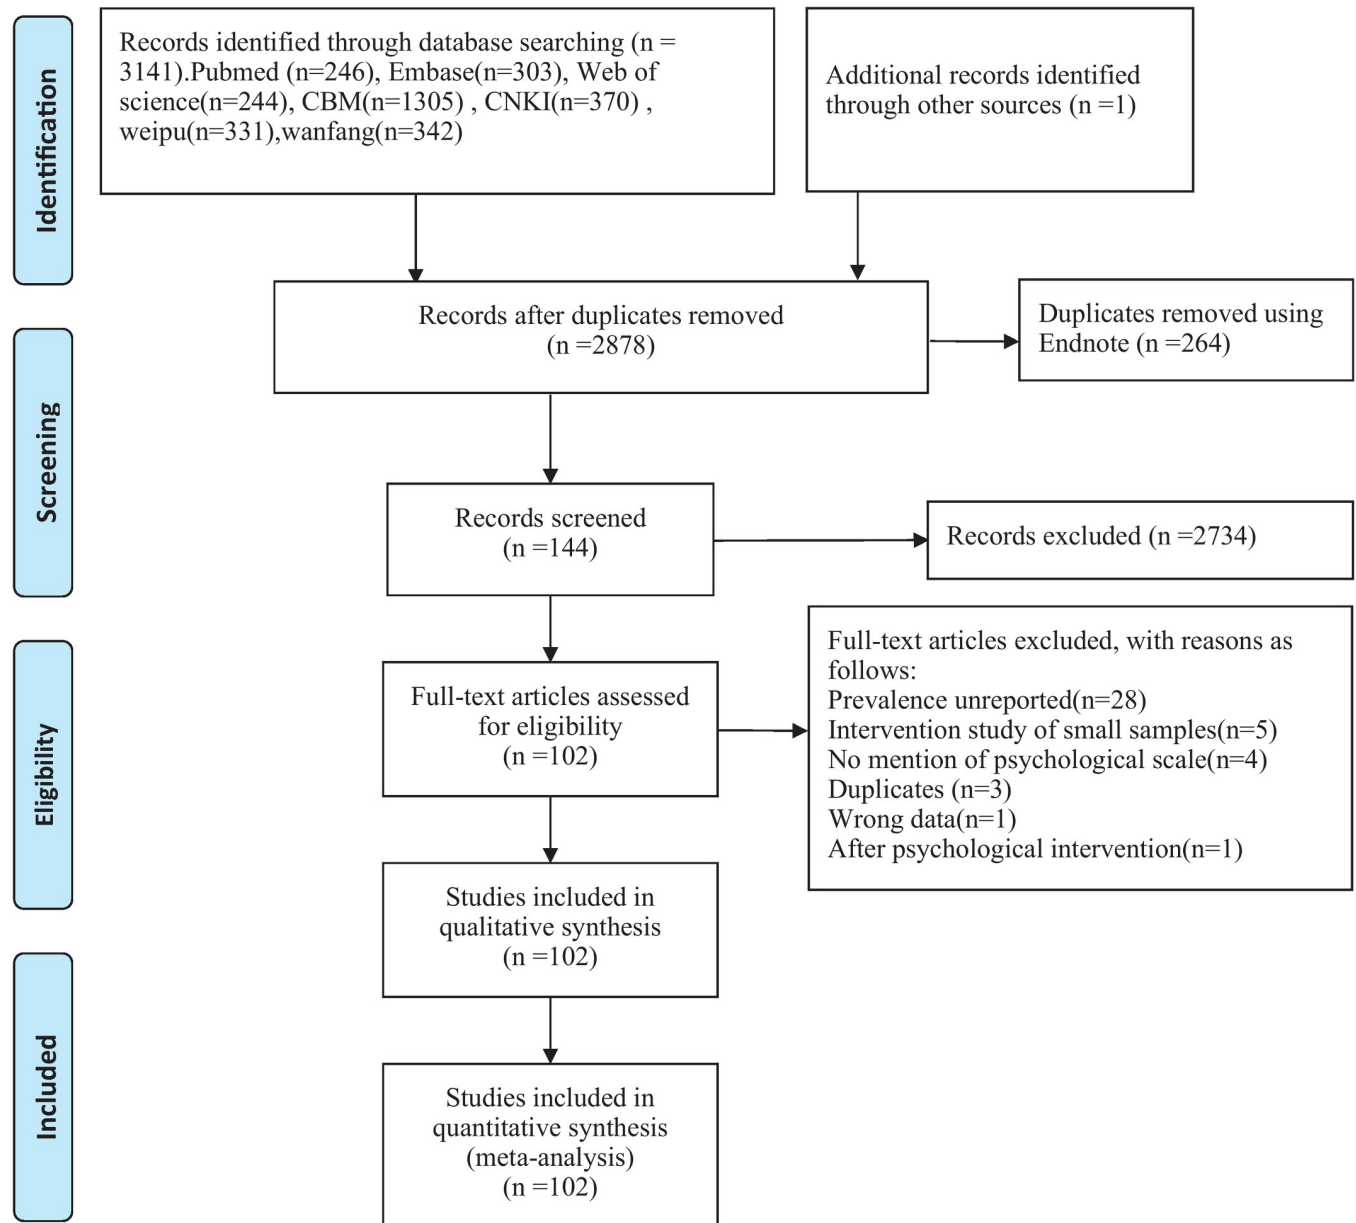 Identification
Records identified through database searching (n =
3141).Pubmed (n=246), Embase(n=303), Web of
science(n=244), CBM(n=1305) , CNKI(n=370) ,
weipu(n=331),wanfang(n=342)
Additional records identified
through other sources (n =1)
Records after duplicates removed
(n =2878)
Duplicates removed using
Endnote (n =264)
Screening
Records screened
(n =144)
Records excluded (n =2734)
Eligibility
Full-text articles assessed
for eligibility
(n =102)
Full-text articles excluded, with reasons as
follows:
Prevalence unreported(n=28)
Intervention study of small samples(n=5)
No mention of psychological scale(n=4)
Duplicates (n=3)
Wrong data(n=1)
After psychological intervention(n=1)
Studies included in
qualitative synthesis
(n =102)
Included
Studies included in
quantitative synthesis
(meta-analysis)
(n =102)